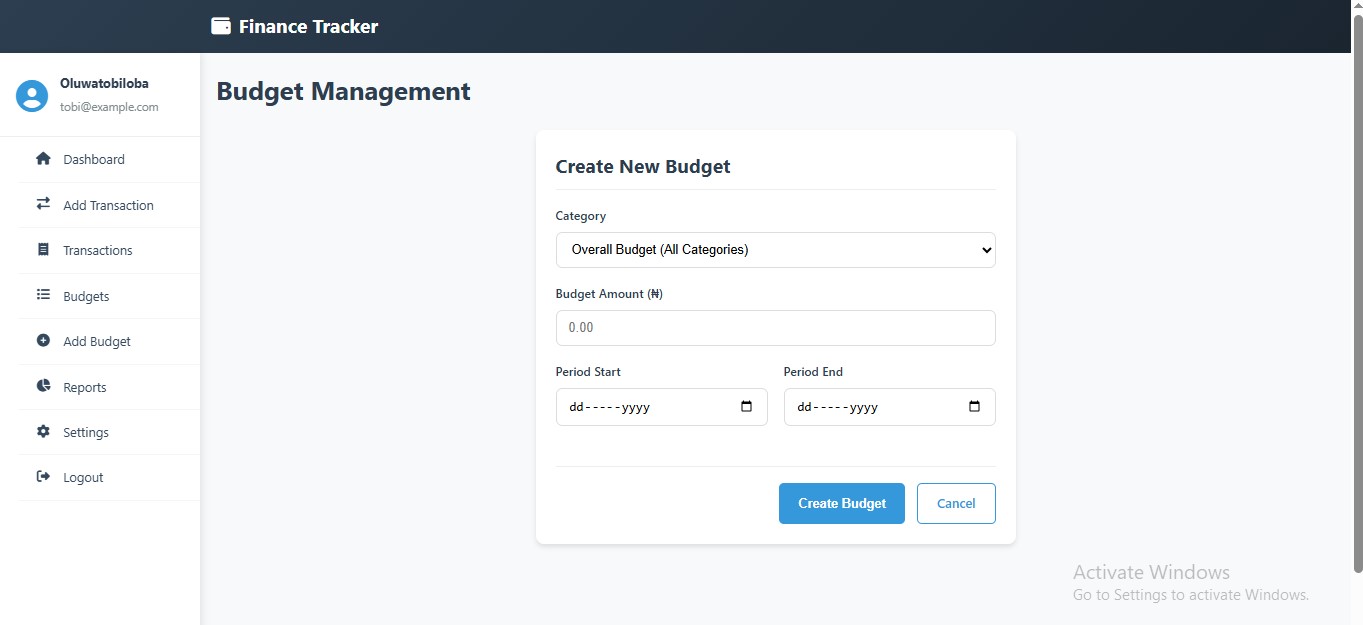 Finance Tracker
Oluwatobiloba
tobi@example.com
Dashboard
Add Transaction
Transactions
Budgets
Add Budget
Reports
Settings
Logout
Budget Management
Create New Budget
Category
Overall Budget (All Categories)
Budget Amount (₦)
0.00
Period Start Period End
dd-----yyyy dd-----yyyy
Create Budget Cancel
Activate Windows
Go to Settings to activate Windows.